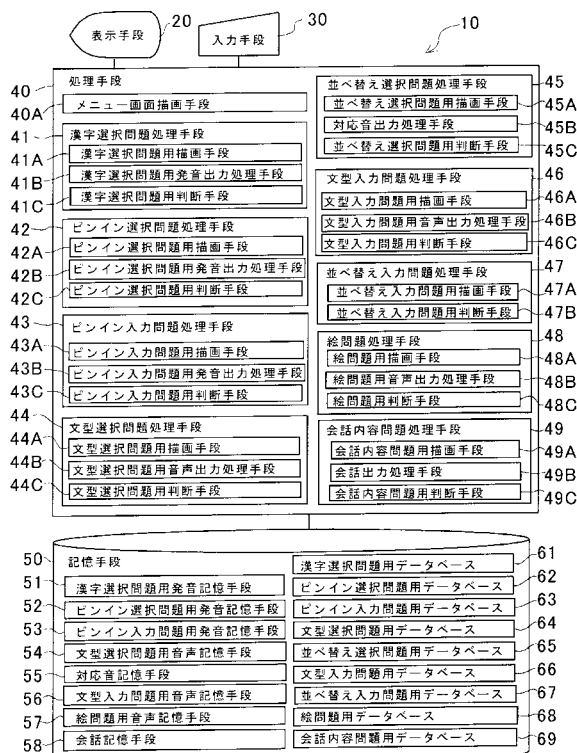 表示手段
20
入力手段
30
10
40
処理手段
40A
メニュー画面描画手段
41
漢字選択問題処理手段
41A
漢字選択問題用描画手段
41B
漢字選択問題用発音出力処理手段
41C
漢字選択問題用判断手段
42
ピンイン選択問題処理手段
42A
ピンイン選択問題用描画手段
42B
ピンイン選択問題用発音出力処理手段
42C
ピンイン選択問題用判断手段
43
ピンイン入力問題処理手段
43A
ピンイン入力問題用描画手段
43B
ピンイン入力問題用発音出力処理手段
43C
ピンイン入力問題用判断手段
44
文型選択問題処理手段
44A
文型選択問題用描画手段
44B
文型選択問題用音声出力処理手段
44C
文型選択問題用判断手段
並べ替え選択問題処理手段
45
並べ替え選択問題用描画手段
45A
対応音出力処理手段
45B
並べ替え選択問題用判断手段
45C
文型入力問題処理手段
46
文型入力問題用描画手段
46A
文型入力問題用音声出力処理手段
46B
文型入力問題用判断手段
46C
並べ替え入力問題処理手段
47
並べ替え入力問題用描画手段
47A
並べ替え入力問題用判断手段
47B
絵問題処理手段
48
絵問題用描画手段
48A
絵問題用音声出力処理手段
48B
絵問題用判断手段
48C
会話内容問題処理手段
49
会話内容問題用描画手段
49A
会話出力処理手段
49B
会話内容問題用判断手段
49C
50
記憶手段
51
漢字選択問題用発音記憶手段
52
ピンイン選択問題用発音記憶手段
53
ピンイン入力問題用発音記憶手段
54
文型選択問題用音声記憶手段
55
対応音記憶手段
56
文型入力問題用音声記憶手段
57
絵問題用音声記憶手段
58
会話記憶手段
漢字選択問題用データベース
61
ピンイン選択問題用データベース
62
ピンイン入力問題用データベース
63
文型選択問題用データベース
64
並べ替え選択問題用データベース
65
文型入力問題用データベース
66
並べ替え入力問題用データベース
67
絵問題用データベース
68
会話内容問題用データベース
69